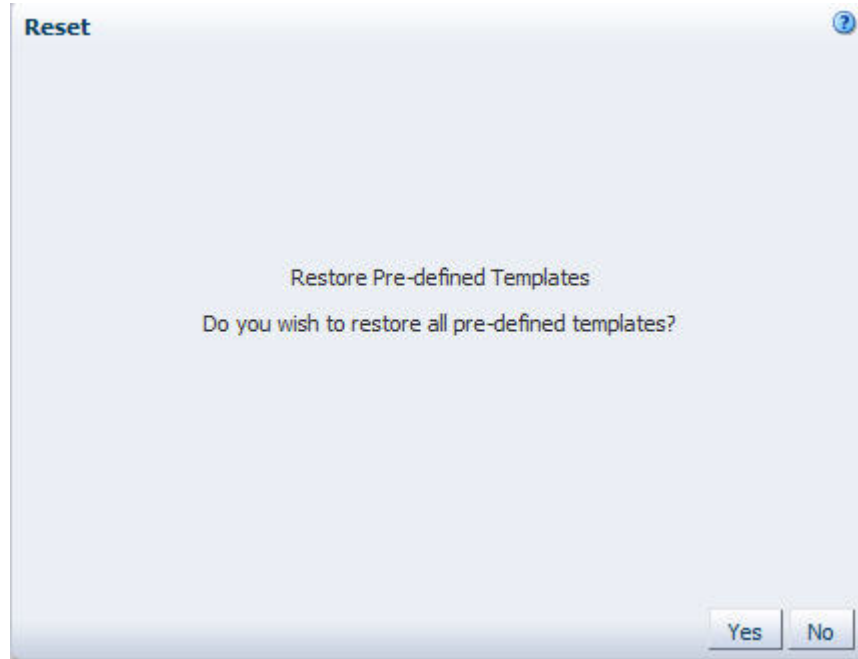 Reset
?
Restore Pre-defined Templates
Do you wish to restore all pre-defined templates?
Yes No